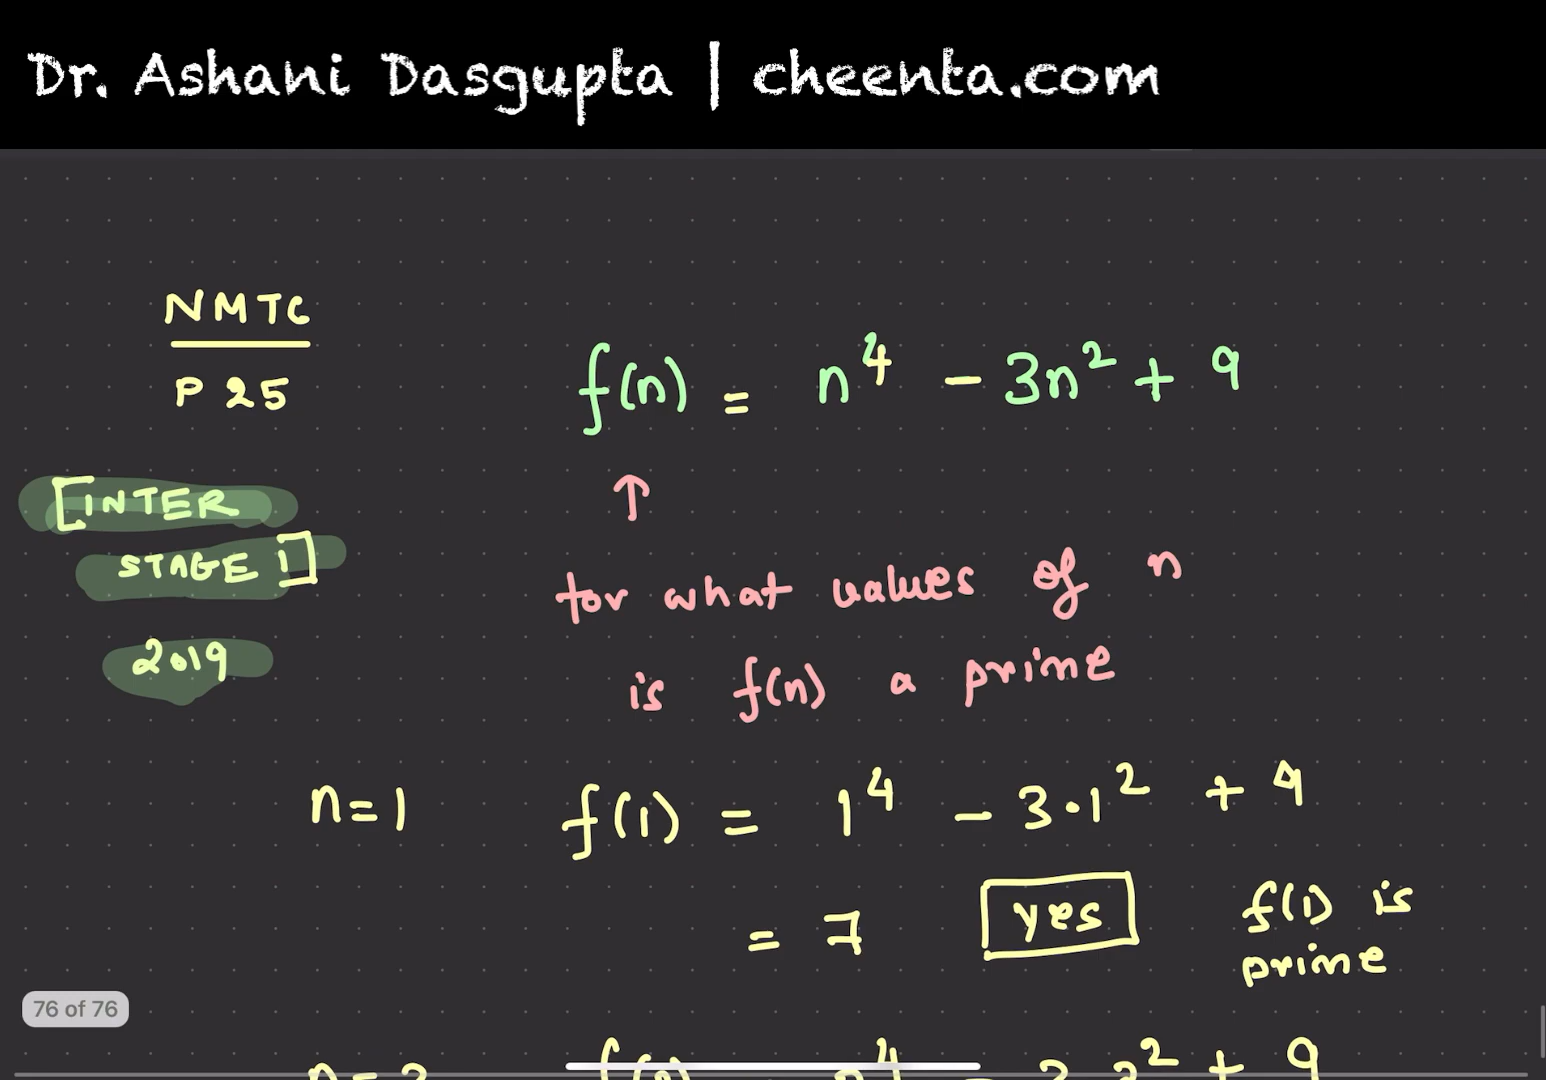 Dr. Ashani Dasgupta | cheenta.com
NMTC
P 25
f(n) = n⁴ - 3n² + 9
[INTER
STAGE I]
2019
↑
for what values of n
is f(n) a prime
n=1 f(1) = 1⁴ - 3·1² + 9
= 7 yes f(1) is
prime
76 of 76